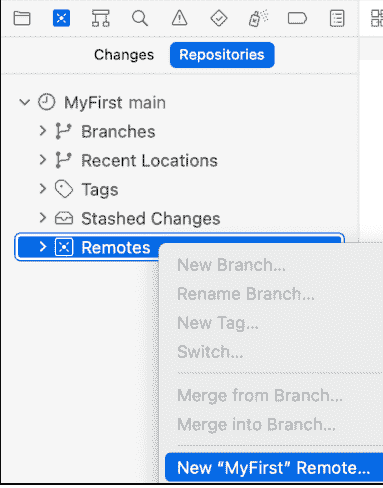 Changes Repositories
MyFirst main
Branches
Recent Locations
Tags
Stashed Changes
Remotes
New Branch...
Rename Branch...
New Tag...
Switch...
Merge from Branch...
Merge into Branch...
New “MyFirst” Remote...